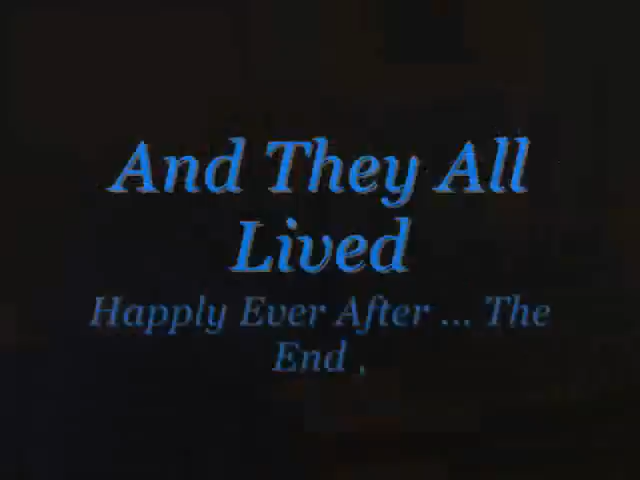 And They All
Lived
Happly Ever After ... The
End .